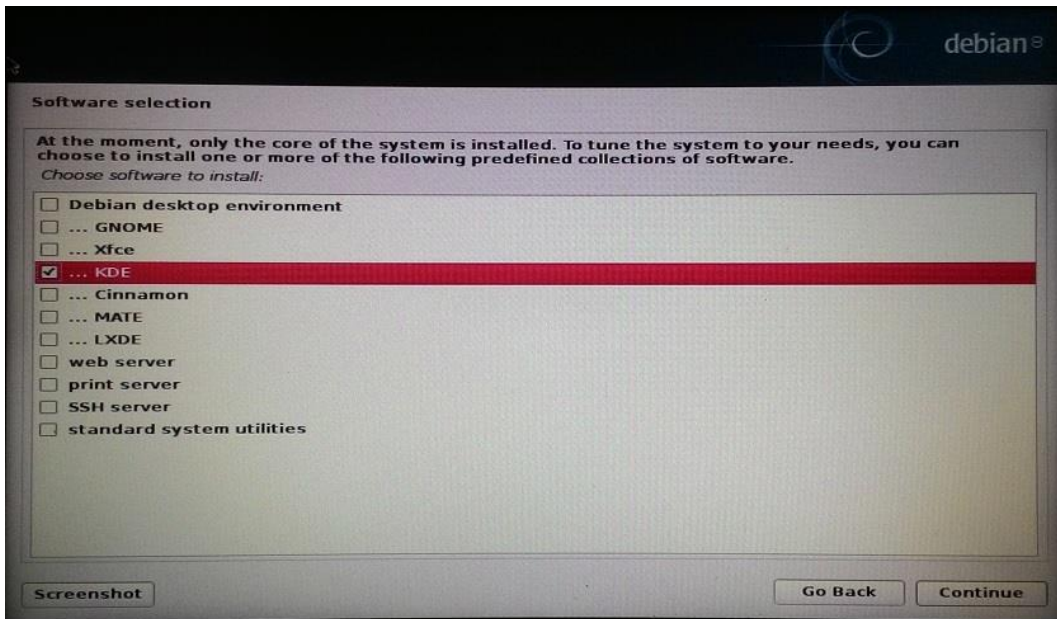 debian 8
Software selection
At the moment, only the core of the system is installed. To tune the system to your needs, you can
choose to install one or more of the following predefined collections of software.
Choose software to install:
Debian desktop environment
... GNOME
... Xfce
... KDE
... Cinnamon
... MATE
... LXDE
web server
print server
SSH server
standard system utilities
Screenshot
Go Back
Continue